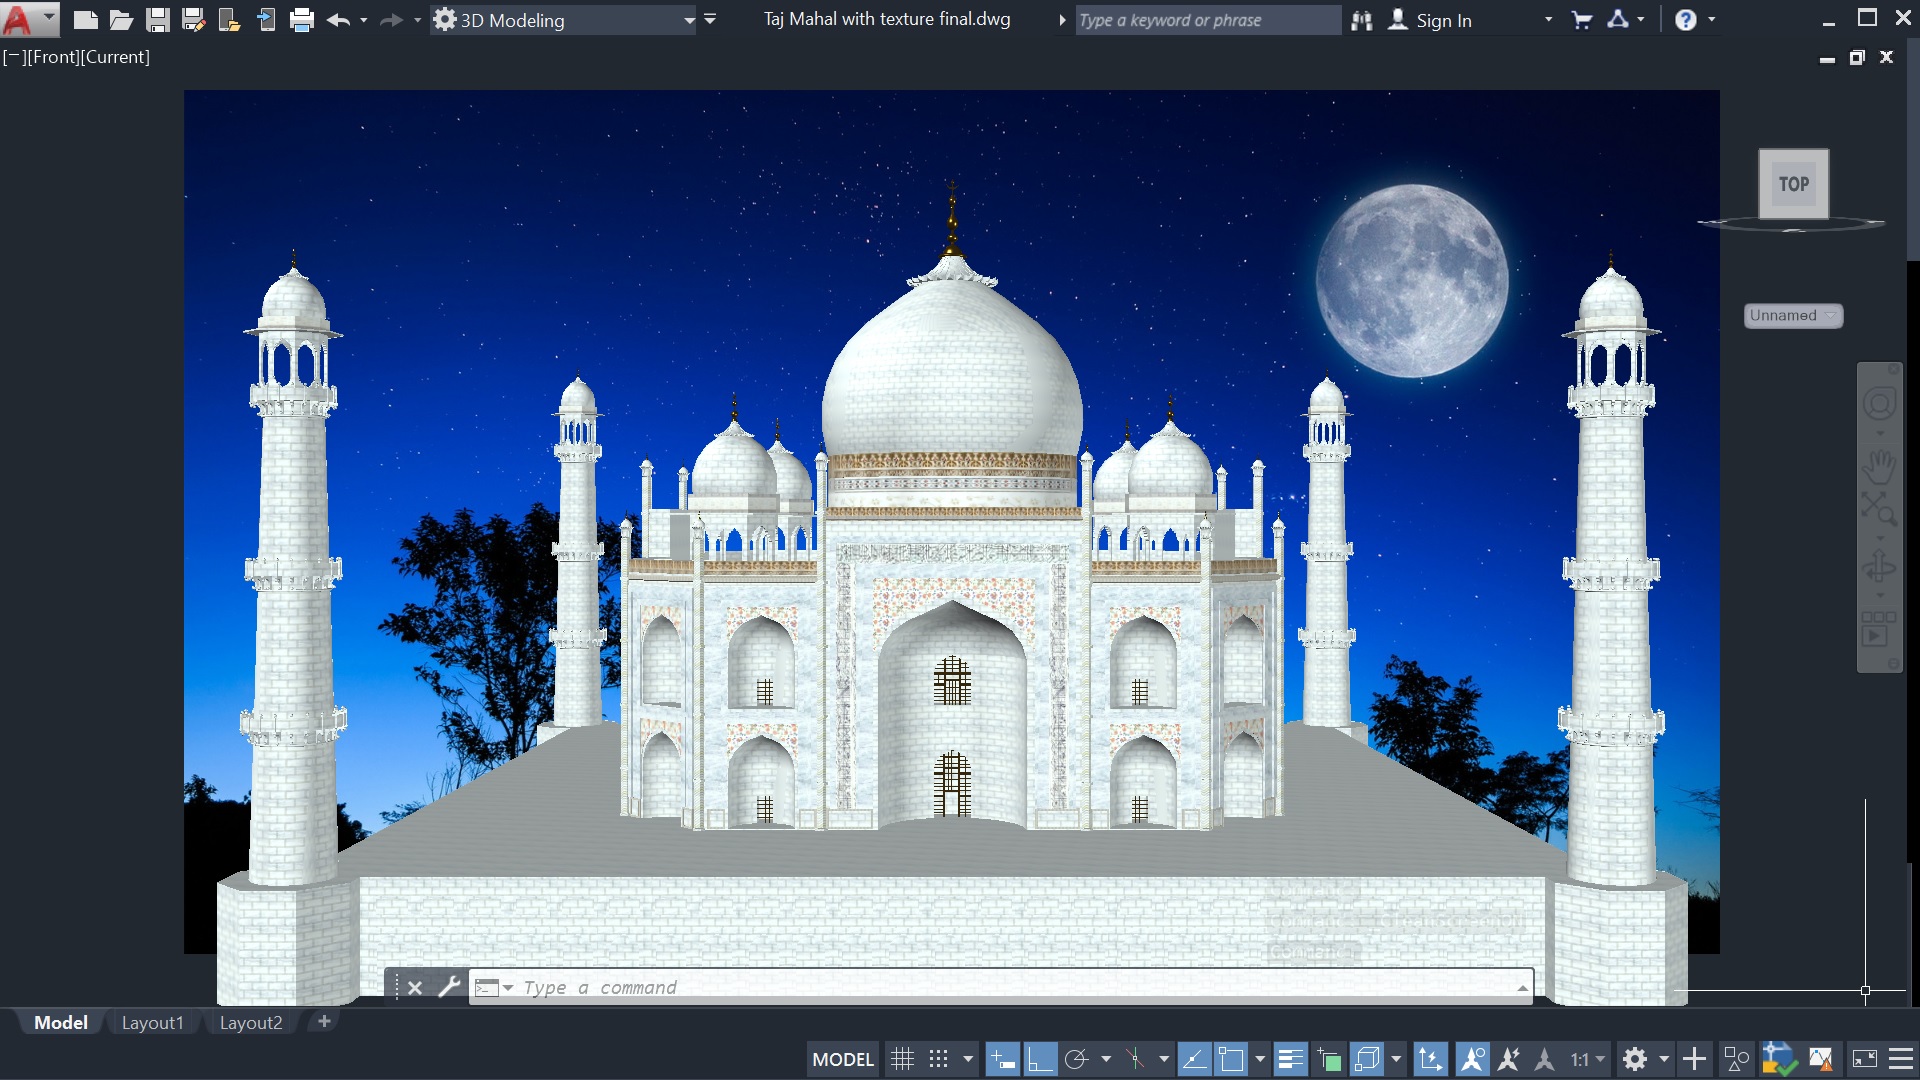 3D Modeling
Taj Mahal with texture final.dwg
Type a keyword or phrase
Sign In
[−][Front][Current]
TOP
Unnamed
Type a command
Model
Layout1
Layout2
MODEL
1:1